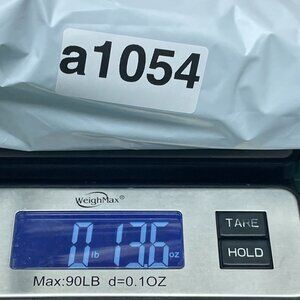 a1054
WeighMax
0 lb 13.6 oz
TARE
HOLD
Max:90LB d=0.1OZ